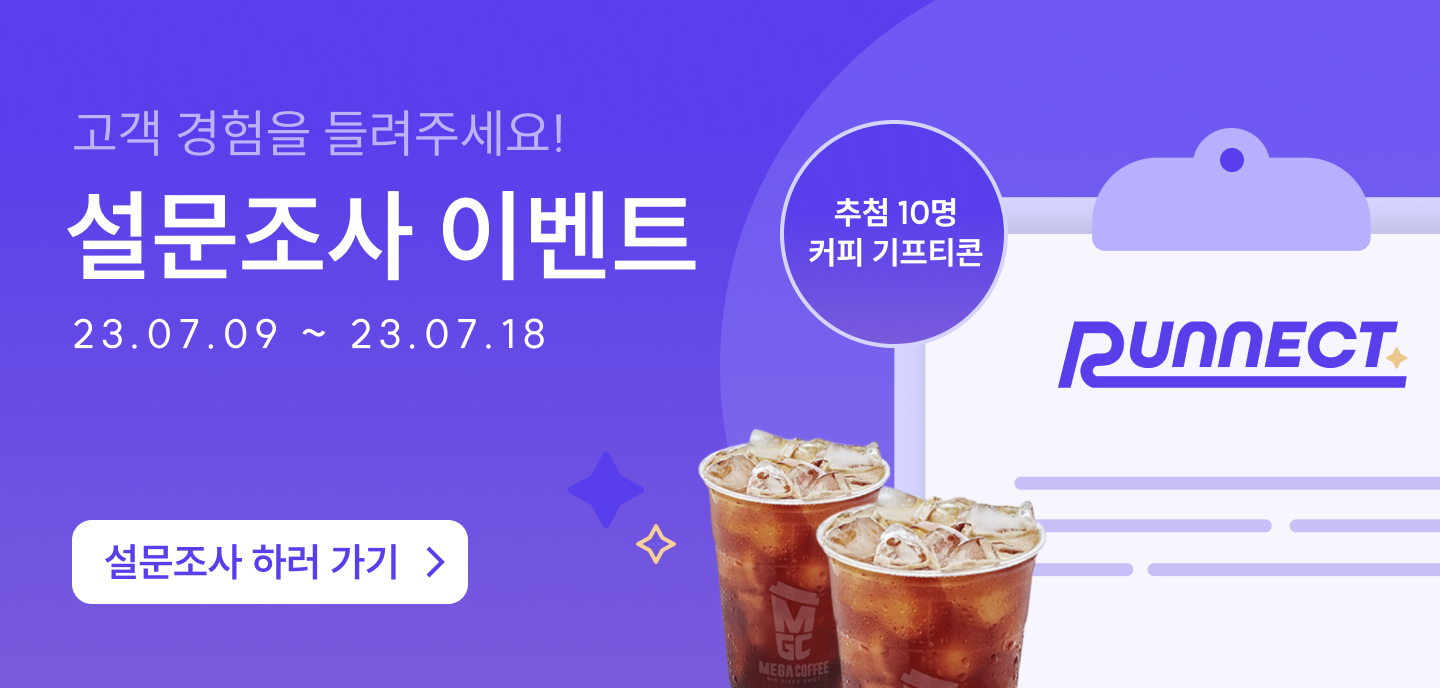 고객 경험을 들려주세요!
설문조사 이벤트
23.07.09 ~ 23.07.18
설문조사 하러 가기
추첨 10명
커피 기프티콘
RUNNECT
MGC
MEGA COFFEE